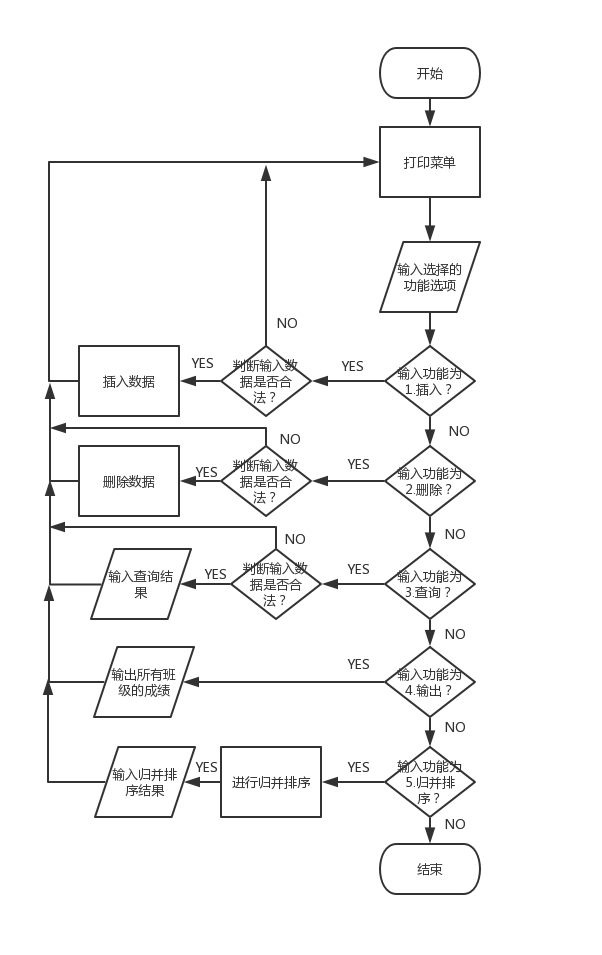 开始
打印菜单
输入选择的
功能选项
NO
YES
YES
插入数据
判断输入数
据是否合
法？
输入功能为
1.插入？
NO
NO
YES
YES
删除数据
判断输入数
据是否合
法？
输入功能为
2.删除？
NO
NO
YES
YES
输入查询结
果
判断输入数
据是否合
法？
输入功能为
3.查询？
NO
YES
输出所有班
级的成绩
输入功能为
4.输出？
NO
YES
YES
输入归并排
序结果
进行归并排序
输入功能为
5.归并排
序？
NO
结束